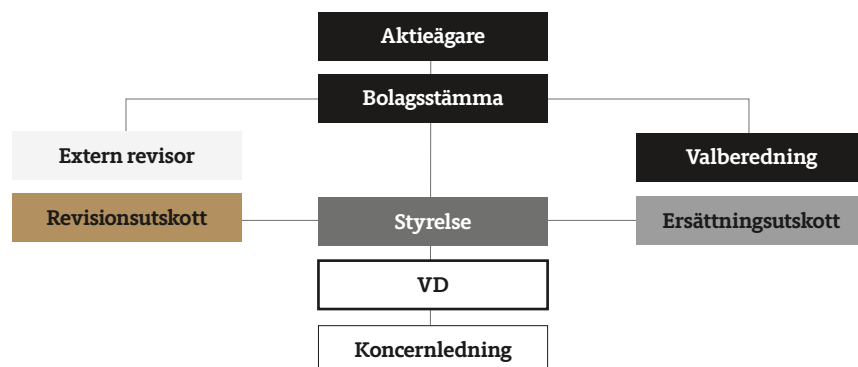 Aktieägare
Bolagsstämma
Extern revisor
Valberedning
Revisionsutskott
Styrelse
Ersättningsutskott
VD
Koncernledning